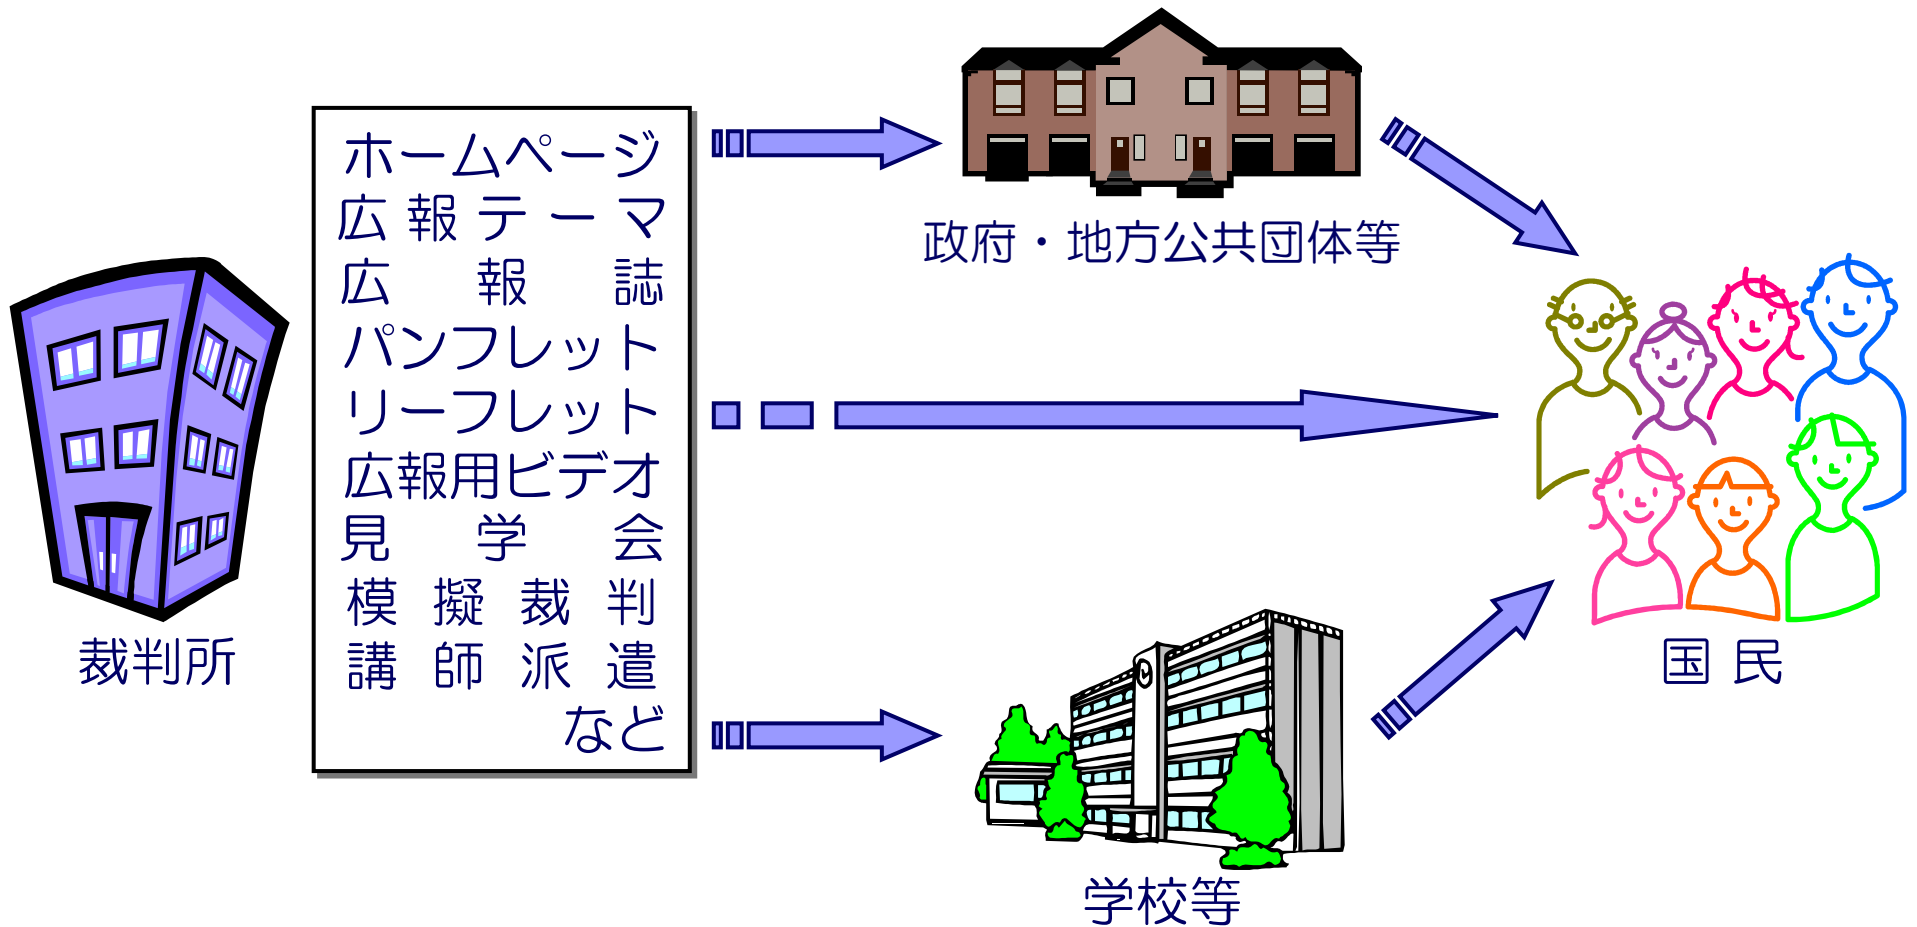 裁判所
ホームページ
広報テーマ
広報誌
パンフレット
リーフレット
広報用ビデオ
見学会
模擬裁判
講師派遣
など
政府・地方公共団体等
学校等
国民